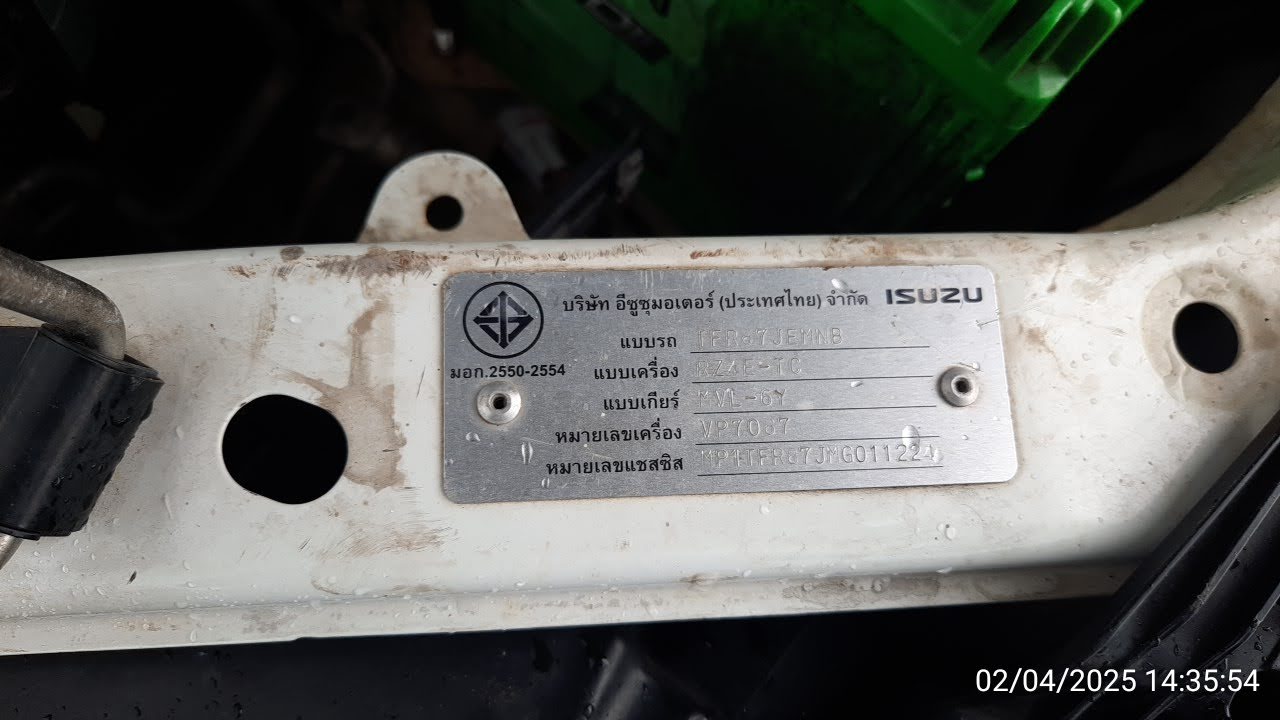 บริษัท อีซูซุมอเตอร์ (ประเทศไทย) จำกัด ISUZU
แบบรถ TFR87JEMNB
มอก.2550-2554
แบบเครื่อง RZ4E-TC
แบบเกียร์ MVL-6Y
หมายเลขเครื่อง
หมายเลขแชสซิส MP1TFR87JMG011224
02/04/2025 14:35:54